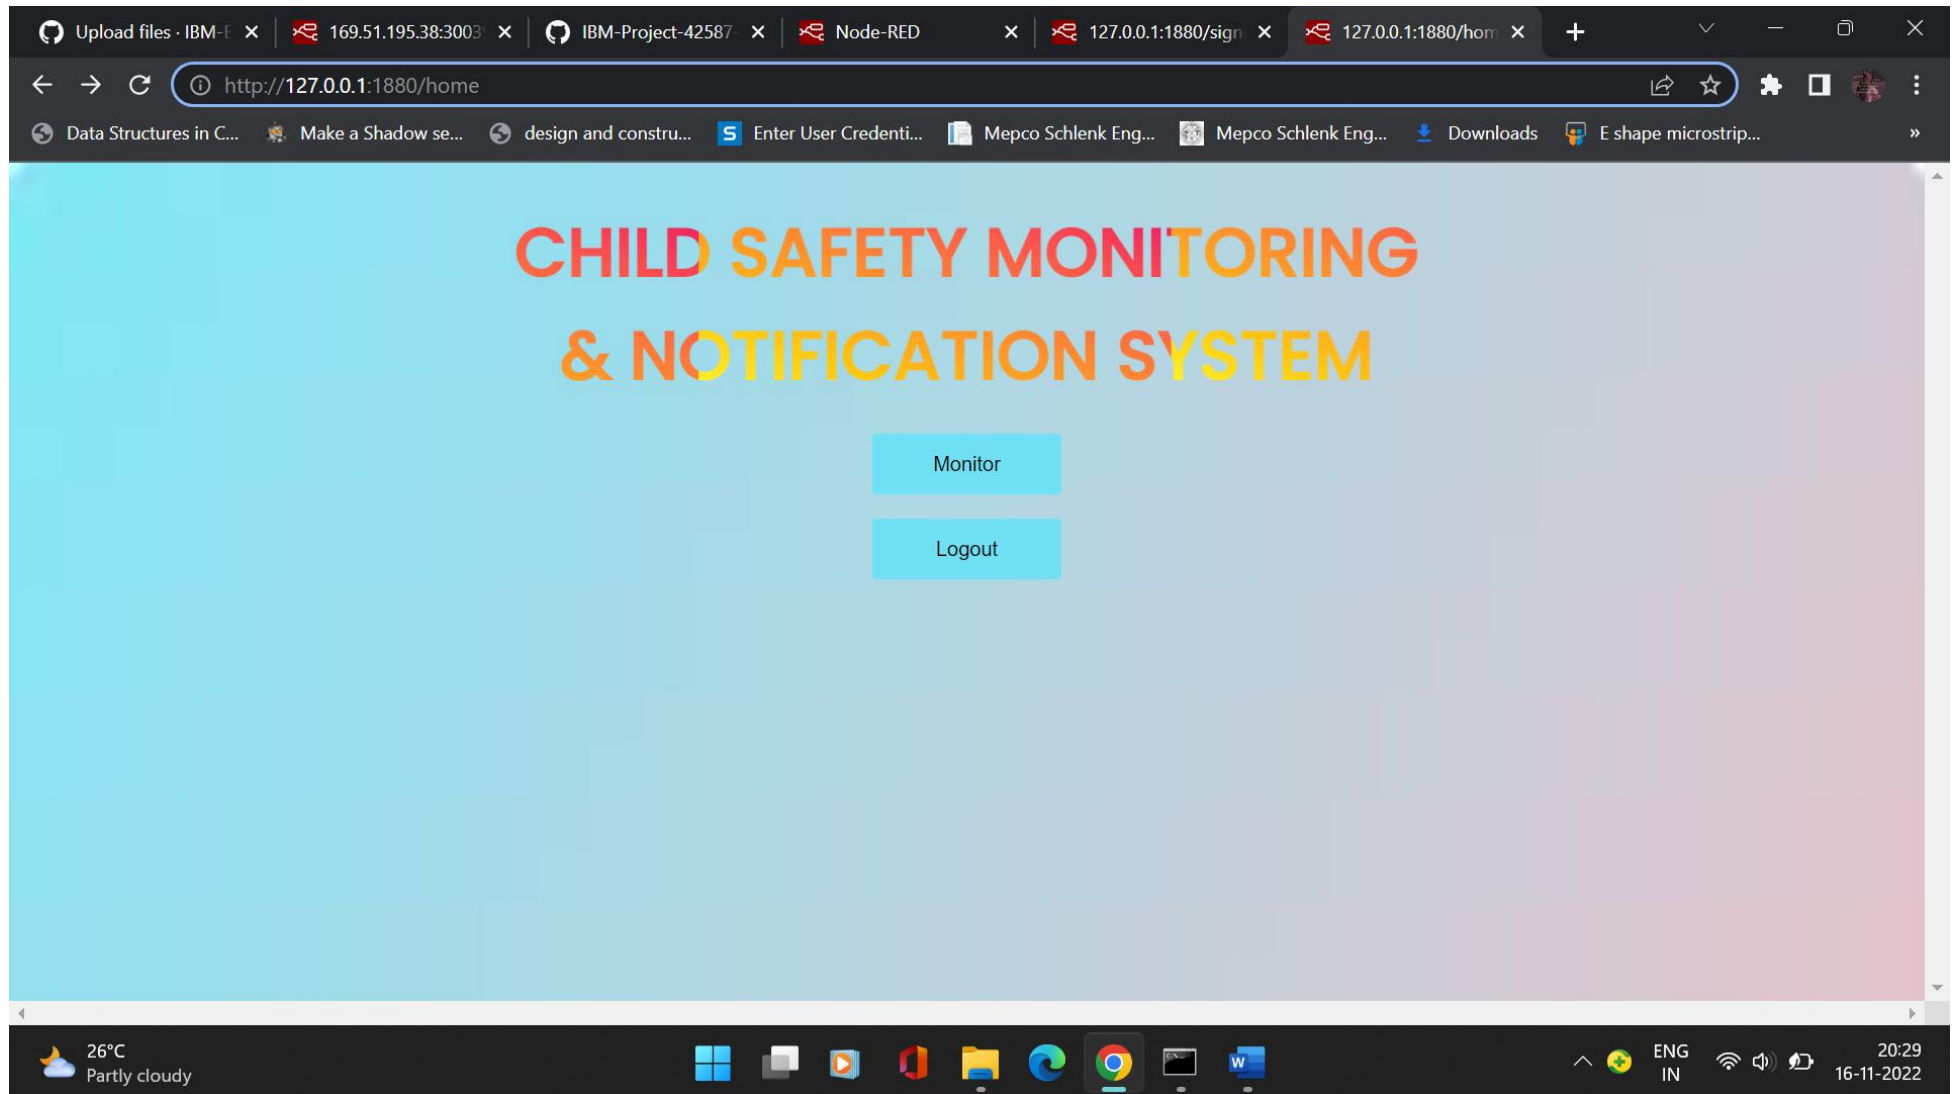 Upload files · IBM-E
169.51.195.38:3003
IBM-Project-42587-
Node-RED
127.0.0.1:1880/sign
127.0.0.1:1880/hom
http://127.0.0.1:1880/home
Data Structures in C...
Make a Shadow se...
design and constru...
S Enter User Credenti...
Mepco Schlenk Eng...
Mepco Schlenk Eng...
Downloads
E shape microstrip...
»
CHILD SAFETY MONITORING
& NOTIFICATION SYSTEM
Monitor
Logout
26°C
Partly cloudy
W
ENG
IN
20:29
16-11-2022